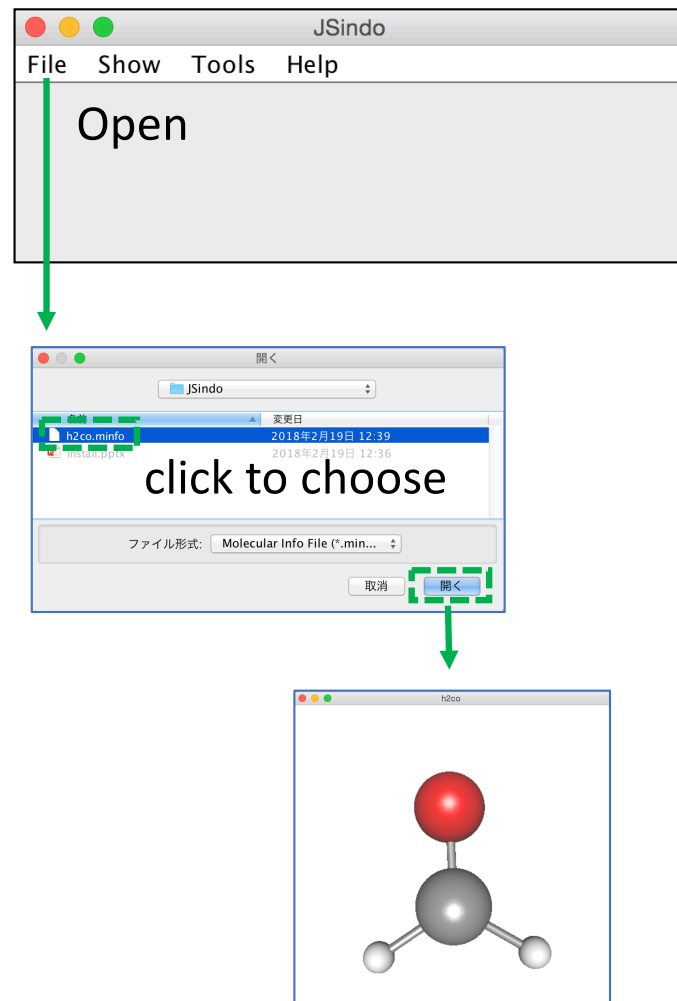 JSindo
File Show Tools Help
Open
開く
JSindo
名前 変更日
h2co.minfo 2018年2月19日 12:39
install.pptx 2018年2月19日 12:36
click to choose
ファイル形式: Molecular Info File (*.min...
取消 開く
h2co